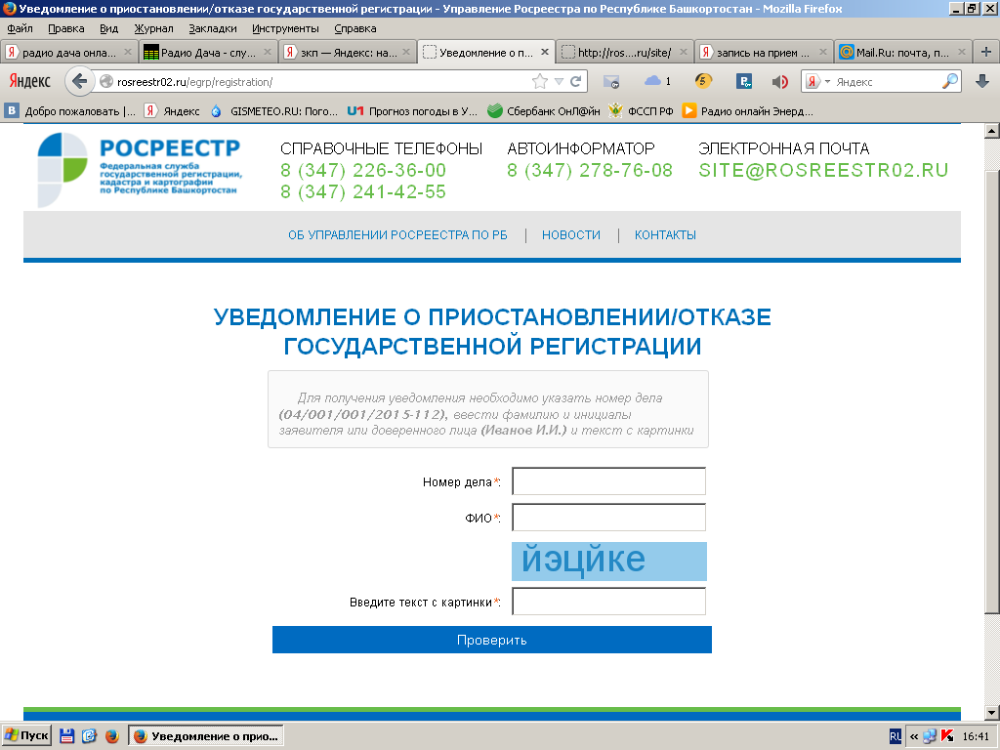 Уведомление о приостановлении/отказе государственной регистрации - Управление Росреестра по Республике Башкортостан - Mozilla Firefox
Файл Правка Вид Журнал Закладки Инструменты Справка
радио дача онла... Радио Дача - слу... зкп — Яндекс: на... Уведомление о п... http://ros....ru/site/ запись на прием ... Mail.Ru: почта, п...
Яндекс rosreestr02.ru/egrp/registration/ 1 5 Я Яндекс
Добро пожаловать |... Яндекс GISMETEO.RU: Пого... Прогноз погоды в У... Сбербанк ОнЛ@йн ФССП РФ Радио онлайн Энерд...
РОСРЕЕСТР
Федеральная служба
государственной регистрации,
кадастра и картографии
по Республике Башкортостан
СПРАВОЧНЫЕ ТЕЛЕФОНЫ
8 (347) 226-36-00
8 (347) 241-42-55
АВТОИНФОРМАТОР
8 (347) 278-76-08
ЭЛЕКТРОННАЯ ПОЧТА
SITE@ROSREESTR02.RU
ОБ УПРАВЛЕНИИ РОСРЕЕСТРА ПО РБ | НОВОСТИ | КОНТАКТЫ
УВЕДОМЛЕНИЕ О ПРИОСТАНОВЛЕНИИ/ОТКАЗЕ
ГОСУДАРСТВЕННОЙ РЕГИСТРАЦИИ
Для получения уведомления необходимо указать номер дела
(04/001/001/2015-112), ввести фамилию и инициалы
заявителя или доверенного лица (Иванов И.И.) и текст с картинки
Номер дела*:
ФИО*:
йэцйке
Введите текст с картинки*:
Проверить
Пуск Уведомление о прио... RU « 16:41